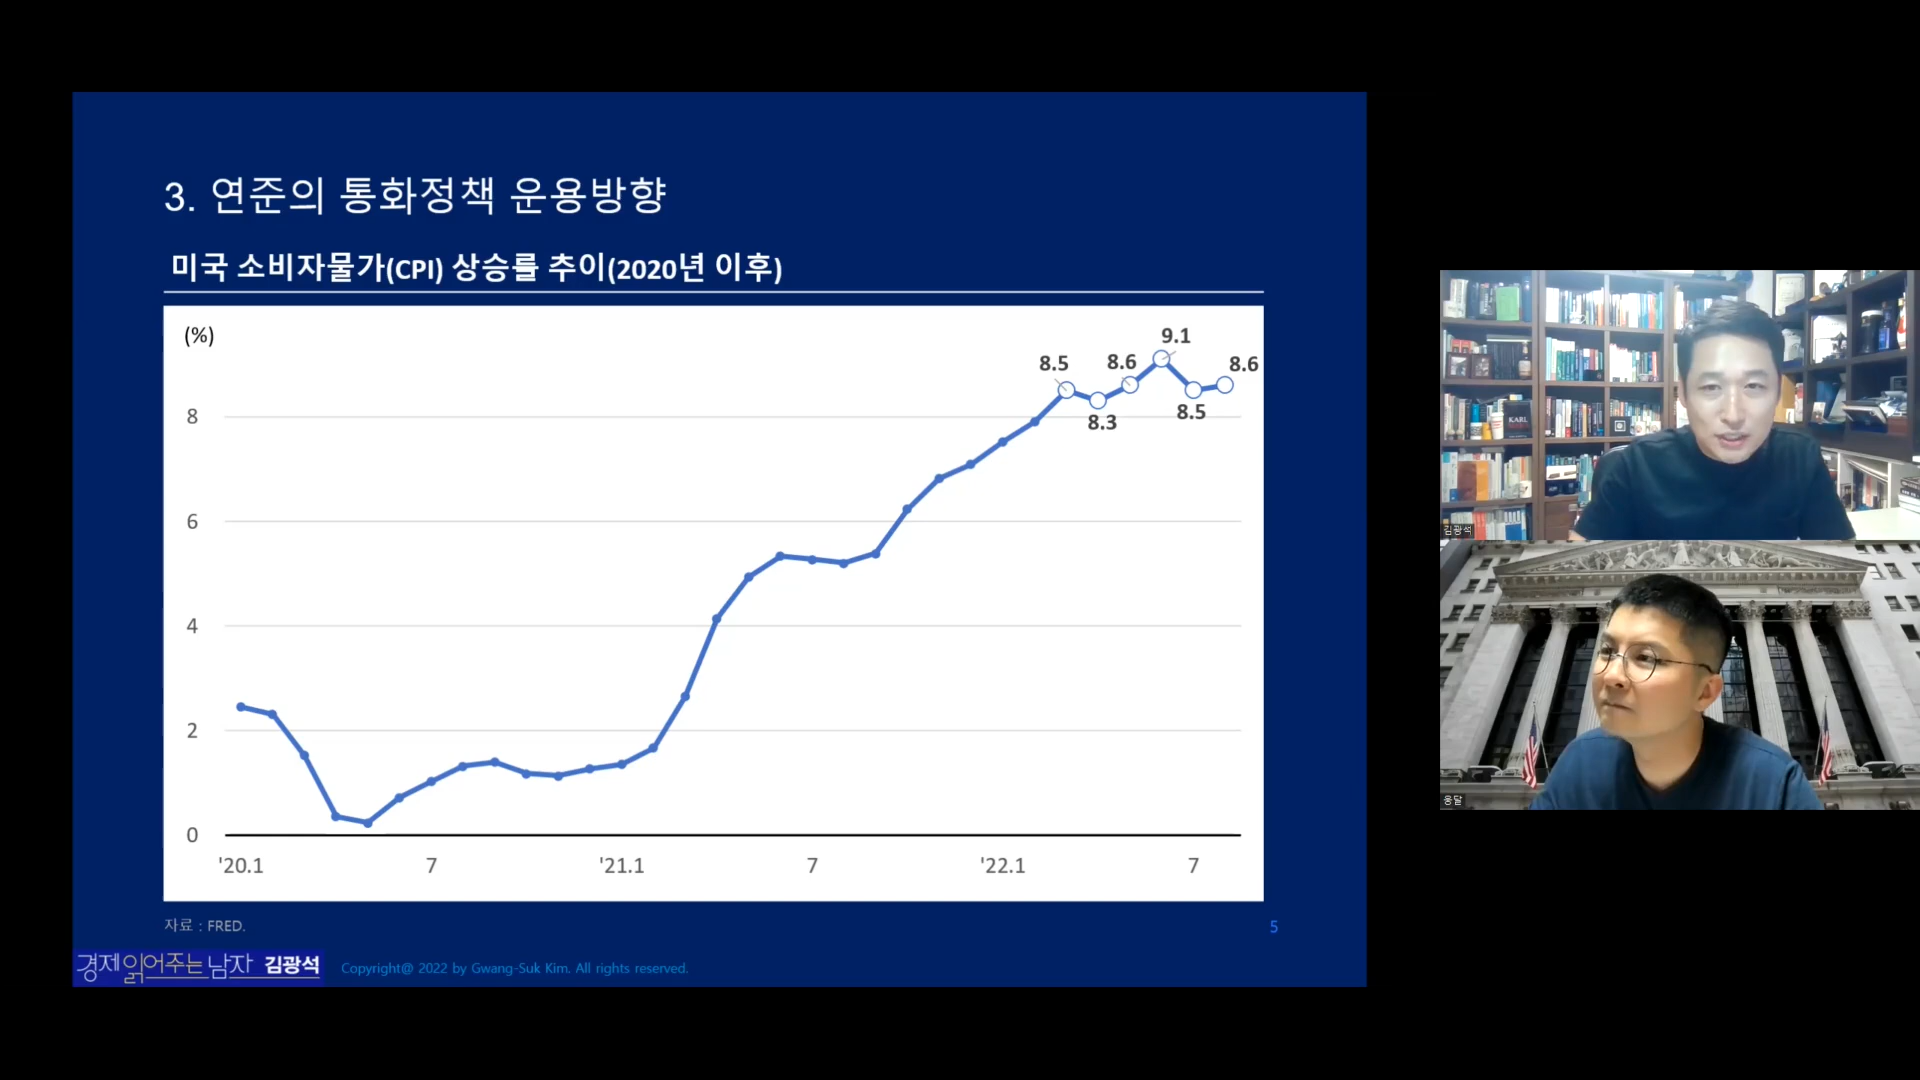 3. 연준의 통화정책 운용방향
미국 소비자물가(CPI) 상승률 추이(2020년 이후)
(%)
9.1
8.5
8.6
8.6
8.3
8.5
8
6
4
2
0
'20.1 7 '21.1 7 '22.1 7
자료 : FRED.
5
경제읽어주는남자 김광석
Copyright@ 2022 by Gwang-Suk Kim. All rights reserved.
KARL
김광석
옹달